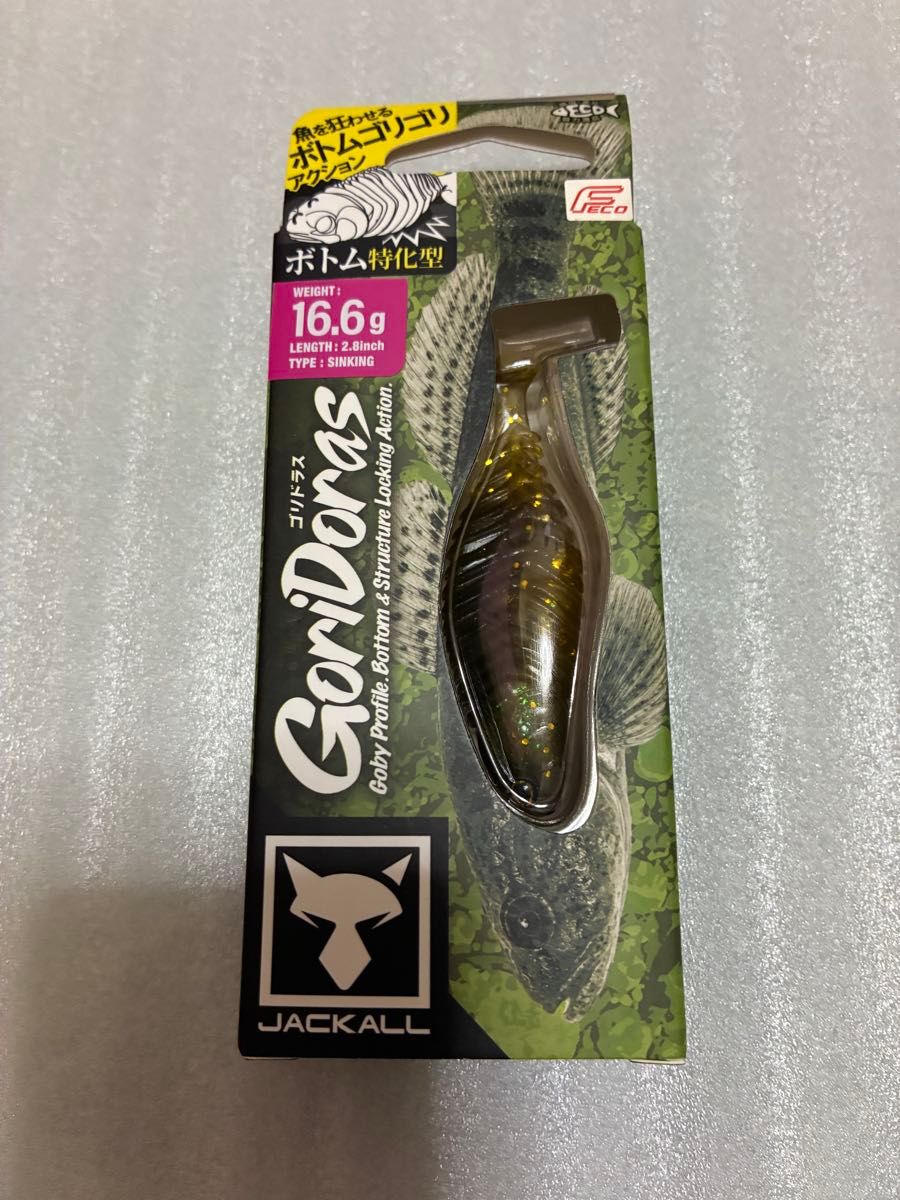 魚を狂わせる
ボトムゴリゴリ
アクション
ECO
FECO
ボトム特化型
WEIGHT:
16.6g
LENGTH: 2.8inch
TYPE: SINKING
ゴリドラス
GoriDoras
Goby Profile. Bottom & Structure Locking Action.
JACKALL